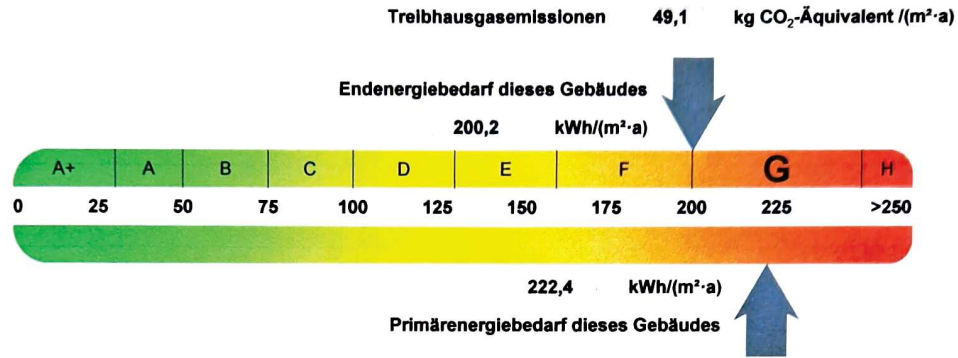 Treibhausgasemissionen 49,1 kg CO₂-Äquivalent /(m²·a)
Endenergiebedarf dieses Gebäudes
200,2 kWh/(m²·a)
A+ A B C D E F G H
0 25 50 75 100 125 150 175 200 225 >250
222,4 kWh/(m²·a)
Primärenergiebedarf dieses Gebäudes